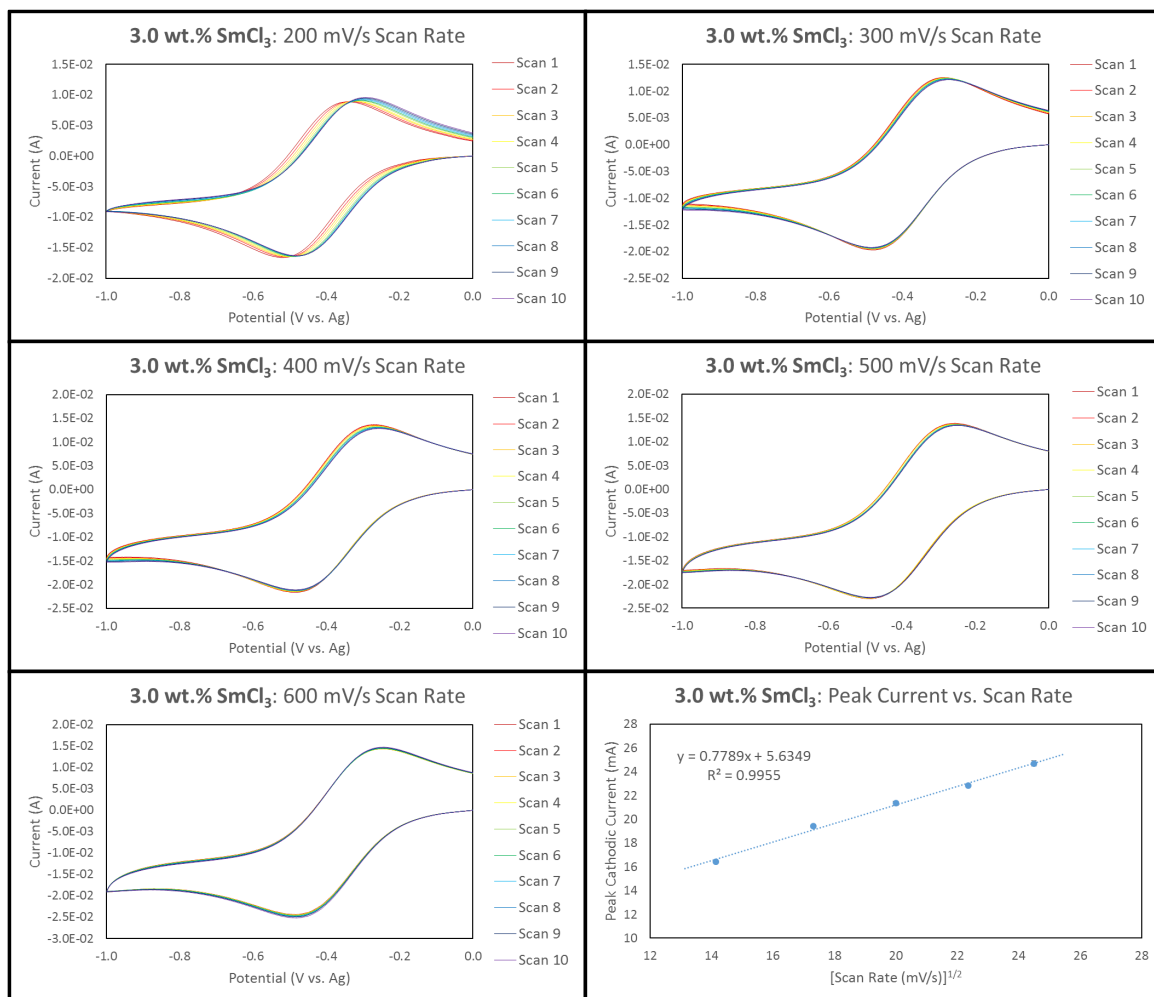 3.0 wt.% SmCl₃: 200 mV/s Scan Rate
1.5E-02
1.0E-02
5.0E-03
0.0E+00
-5.0E-03
-1.0E-02
-1.5E-02
-2.0E-02
Current (A)
-1.0 -0.8 -0.6 -0.4 -0.2 0.0
Potential (V vs. Ag)
Scan 1
Scan 2
Scan 3
Scan 4
Scan 5
Scan 6
Scan 7
Scan 8
Scan 9
Scan 10
3.0 wt.% SmCl₃: 300 mV/s Scan Rate
1.5E-02
1.0E-02
5.0E-03
0.0E+00
-5.0E-03
-1.0E-02
-1.5E-02
-2.0E-02
-2.5E-02
Current (A)
-1.0 -0.8 -0.6 -0.4 -0.2 0.0
Potential (V vs. Ag)
Scan 1
Scan 2
Scan 3
Scan 4
Scan 5
Scan 6
Scan 7
Scan 8
Scan 9
Scan 10
3.0 wt.% SmCl₃: 400 mV/s Scan Rate
2.0E-02
1.5E-02
1.0E-02
5.0E-03
0.0E+00
-5.0E-03
-1.0E-02
-1.5E-02
-2.0E-02
-2.5E-02
Current (A)
-1.0 -0.8 -0.6 -0.4 -0.2 0.0
Potential (V vs. Ag)
Scan 1
Scan 2
Scan 3
Scan 4
Scan 5
Scan 6
Scan 7
Scan 8
Scan 9
Scan 10
3.0 wt.% SmCl₃: 500 mV/s Scan Rate
2.0E-02
1.5E-02
1.0E-02
5.0E-03
0.0E+00
-5.0E-03
-1.0E-02
-1.5E-02
-2.0E-02
-2.5E-02
Current (A)
-1.0 -0.8 -0.6 -0.4 -0.2 0.0
Potential (V vs. Ag)
Scan 1
Scan 2
Scan 3
Scan 4
Scan 5
Scan 6
Scan 7
Scan 8
Scan 9
Scan 10
3.0 wt.% SmCl₃: 600 mV/s Scan Rate
2.0E-02
1.5E-02
1.0E-02
5.0E-03
0.0E+00
-5.0E-03
-1.0E-02
-1.5E-02
-2.0E-02
-2.5E-02
-3.0E-02
Current (A)
-1.0 -0.8 -0.6 -0.4 -0.2 0.0
Potential (V vs. Ag)
Scan 1
Scan 2
Scan 3
Scan 4
Scan 5
Scan 6
Scan 7
Scan 8
Scan 9
Scan 10
3.0 wt.% SmCl₃: Peak Current vs. Scan Rate
28
26
24
22
20
18
16
14
12
10
Peak Cathodic Current (mA)
y = 0.7789x + 5.6349
R² = 0.9955
12 14 16 18 20 22 24 26 28
[Scan Rate (mV/s)]¹ᐟ²